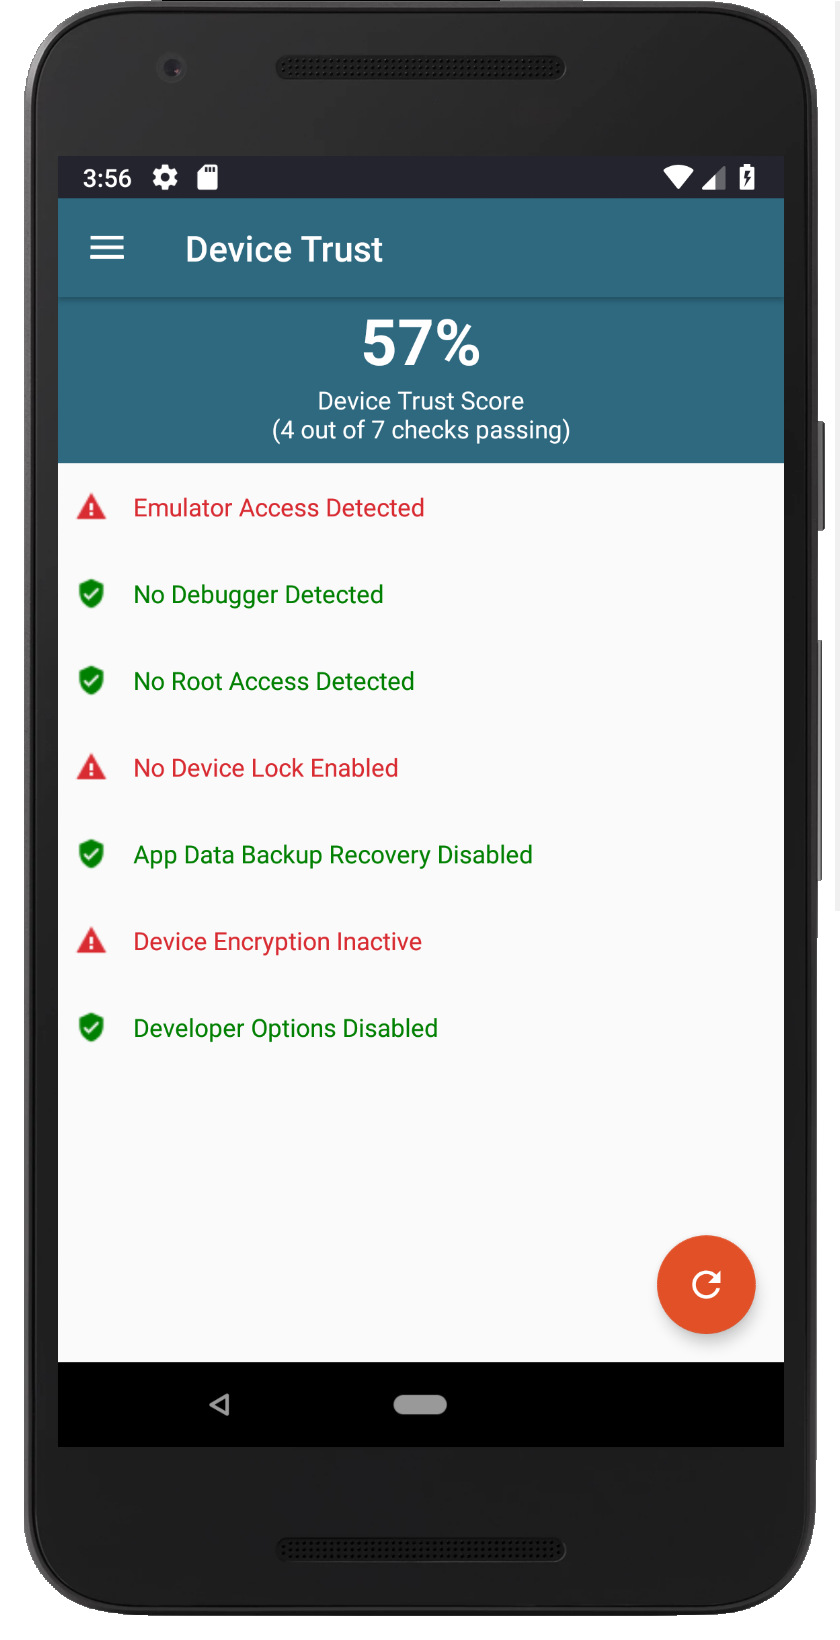 3:56
Device Trust
57%
Device Trust Score
(4 out of 7 checks passing)
Emulator Access Detected
No Debugger Detected
No Root Access Detected
No Device Lock Enabled
App Data Backup Recovery Disabled
Device Encryption Inactive
Developer Options Disabled